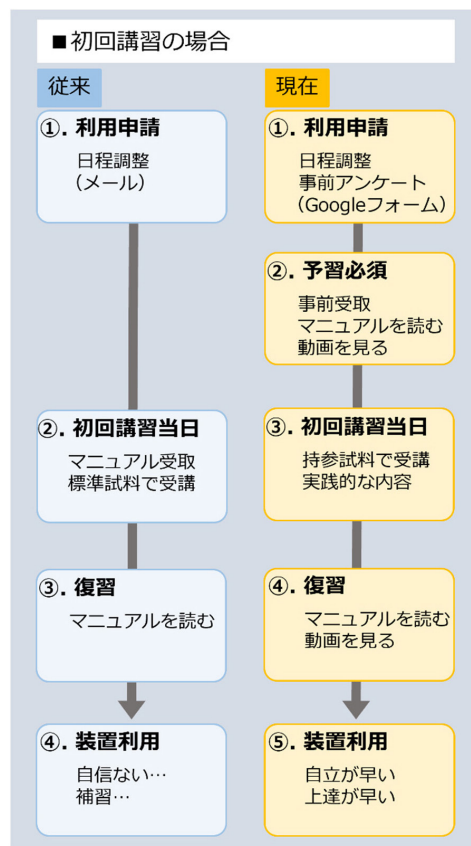 ■初回講習の場合
従来
①. 利用申請
日程調整
（メール）
②. 初回講習当日
マニュアル受取
標準試料で受講
③. 復習
マニュアルを読む
④. 装置利用
自信ない…
補習…
現在
①. 利用申請
日程調整
事前アンケート
（Googleフォーム）
②. 予習必須
事前受取
マニュアルを読む
動画を見る
③. 初回講習当日
持参試料で受講
実践的な内容
④. 復習
マニュアルを読む
動画を見る
⑤. 装置利用
自立が早い
上達が早い